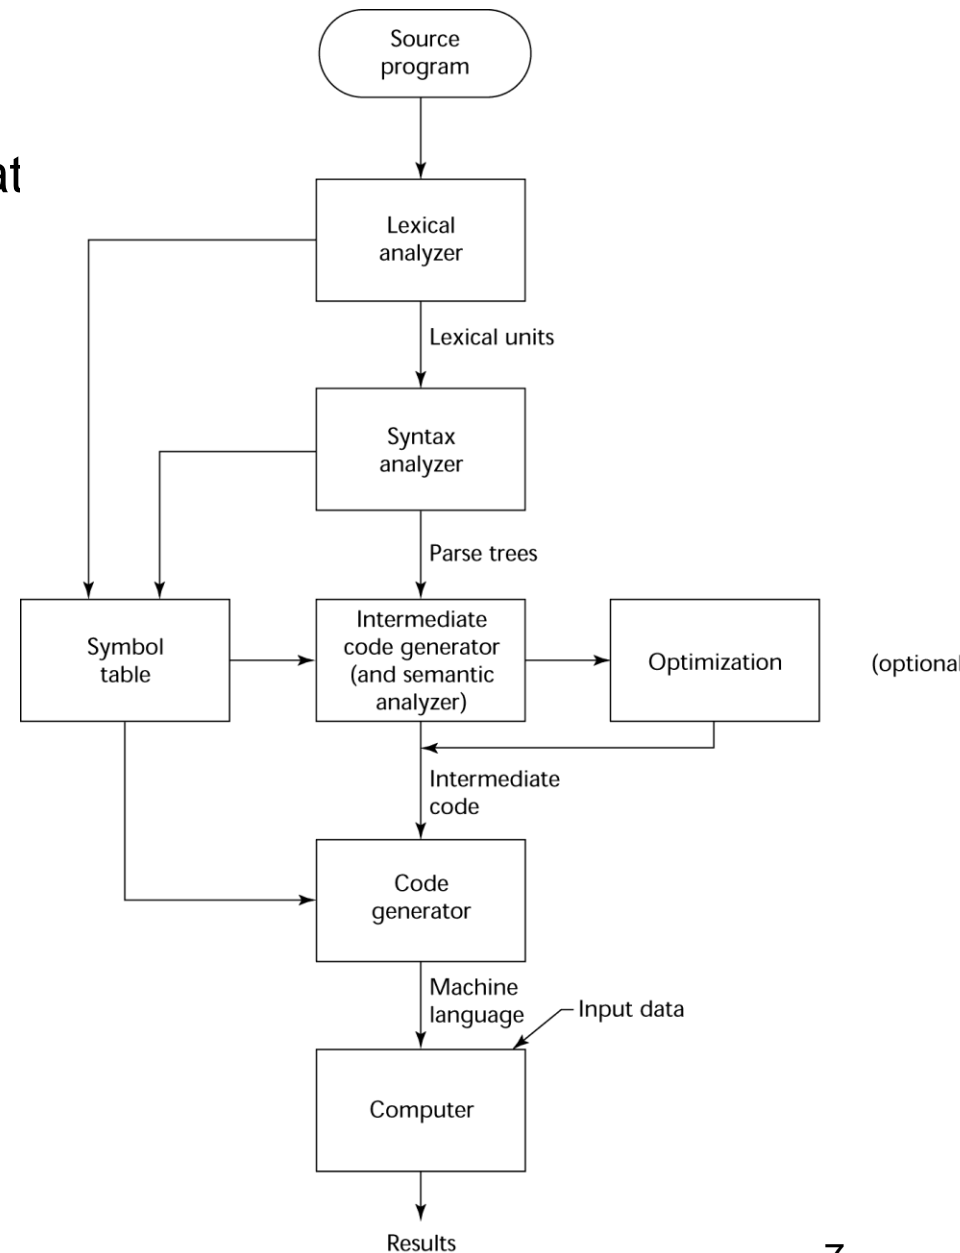 Source
program
at
Lexical
analyzer
Lexical units
Syntax
analyzer
Parse trees
Symbol
table
Intermediate
code generator
(and semantic
analyzer)
Optimization
(optional
Intermediate
code
Code
generator
Machine
language
Input data
Computer
Results